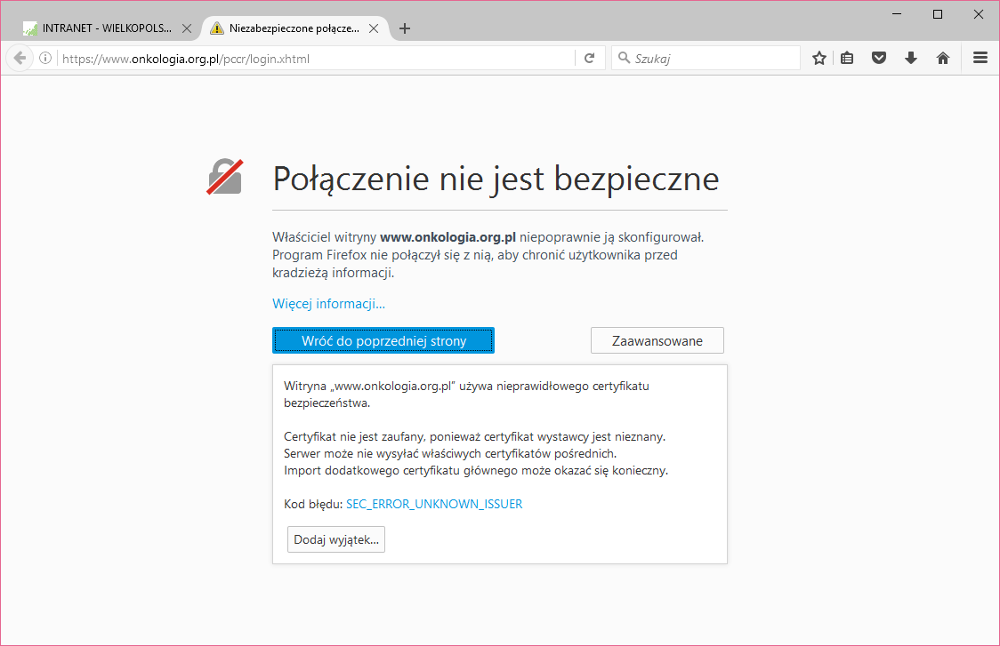 INTRANET - WIELKOPOLS...
Niezabezpieczone połącze...
https://www.onkologia.org.pl/pccr/login.xhtml
Szukaj
Połączenie nie jest bezpieczne
Właściciel witryny www.onkologia.org.pl niepoprawnie ją skonfigurował.
Program Firefox nie połączył się z nią, aby chronić użytkownika przed
kradzieżą informacji.
Więcej informacji...
Wróć do poprzedniej strony
Zaawansowane
Witryna „www.onkologia.org.pl” używa nieprawidłowego certyfikatu
bezpieczeństwa.
Certyfikat nie jest zaufany, ponieważ certyfikat wystawcy jest nieznany.
Serwer może nie wysyłać właściwych certyfikatów pośrednich.
Import dodatkowego certyfikatu głównego może okazać się konieczny.
Kod błędu: SEC_ERROR_UNKNOWN_ISSUER
Dodaj wyjątek...